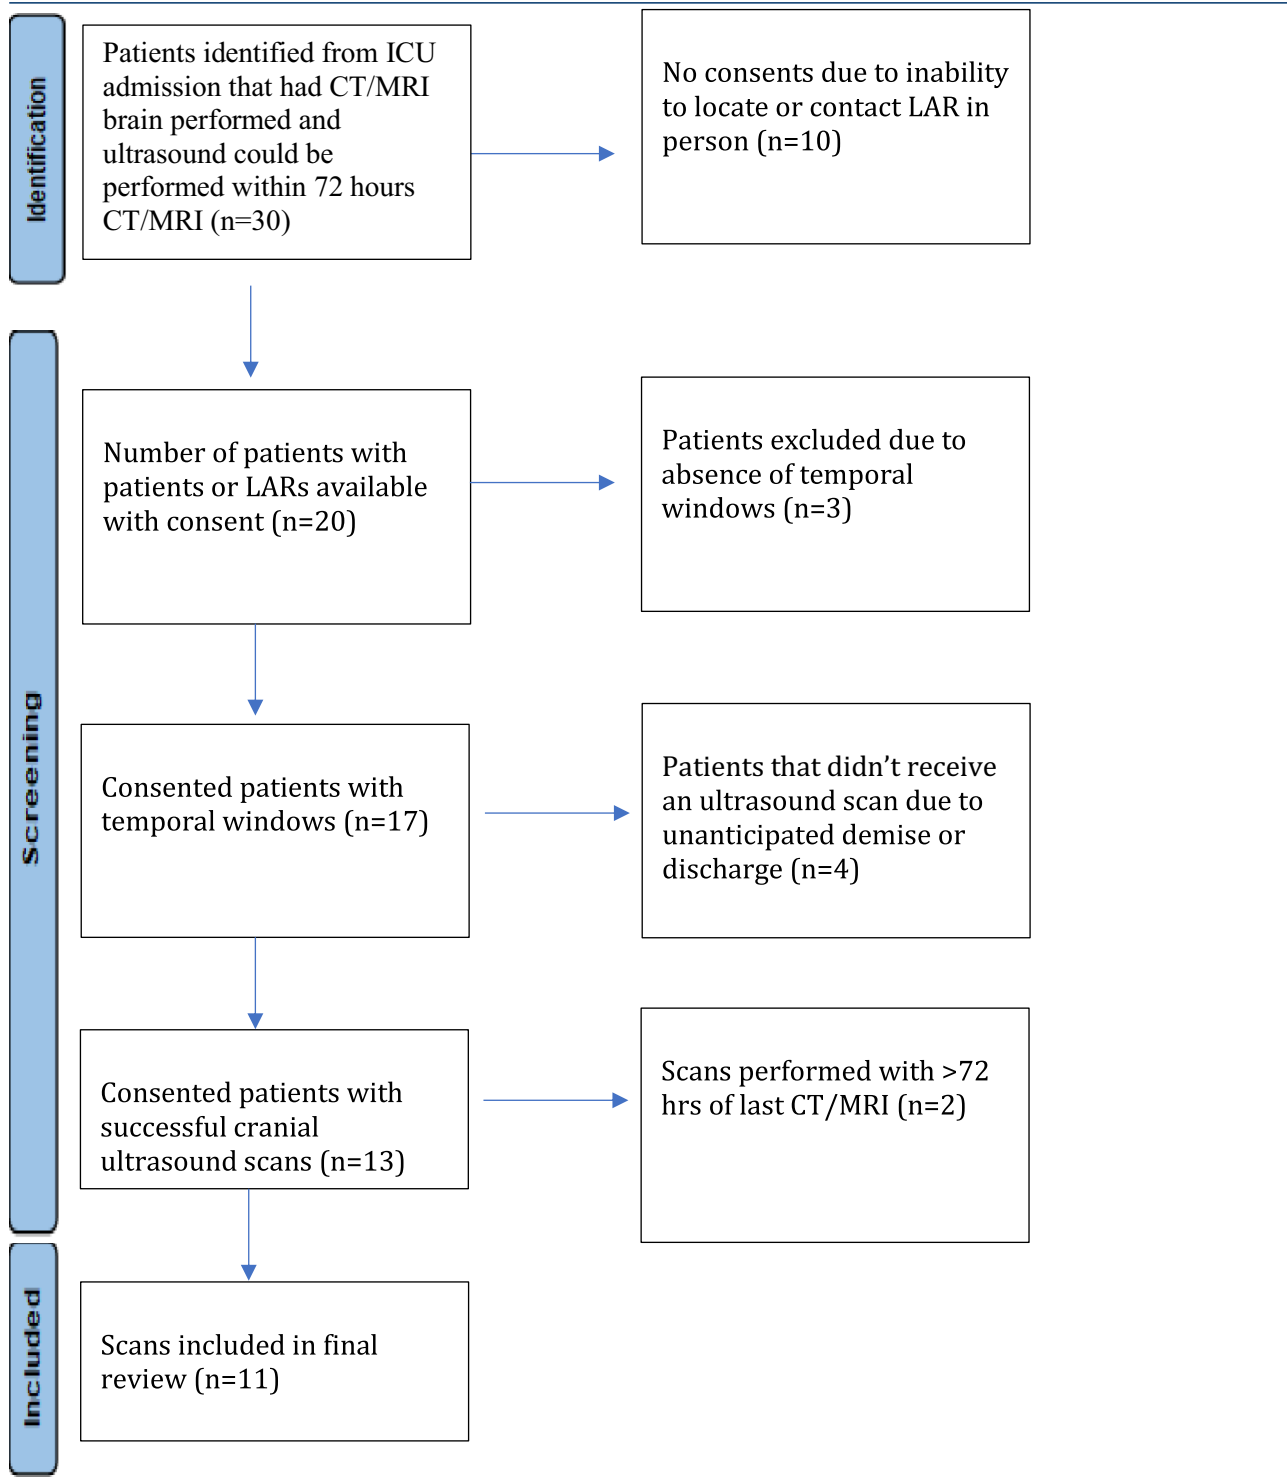 Identification
Patients identified from ICU
admission that had CT/MRI
brain performed and
ultrasound could be
performed within 72 hours
CT/MRI (n=30)
No consents due to inability
to locate or contact LAR in
person (n=10)
Screening
Number of patients with
patients or LARs available
with consent (n=20)
Patients excluded due to
absence of temporal
windows (n=3)
Consented patients with
temporal windows (n=17)
Patients that didn’t receive
an ultrasound scan due to
unanticipated demise or
discharge (n=4)
Consented patients with
successful cranial
ultrasound scans (n=13)
Scans performed with >72
hrs of last CT/MRI (n=2)
Included
Scans included in final
review (n=11)